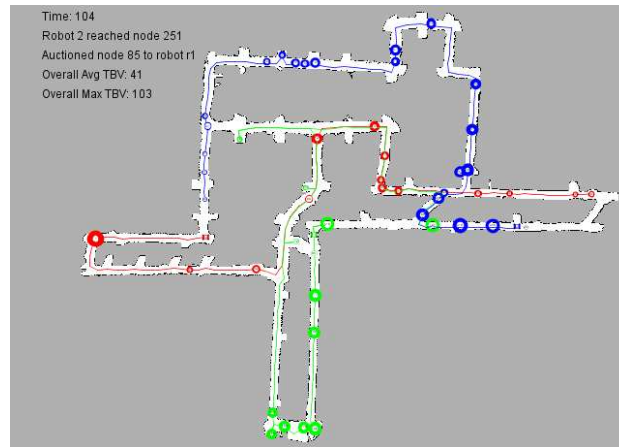 Time: 104
Robot 2 reached node 251
Auctioned node 85 to robot r1
Overall Avg TBV: 41
Overall Max TBV: 103